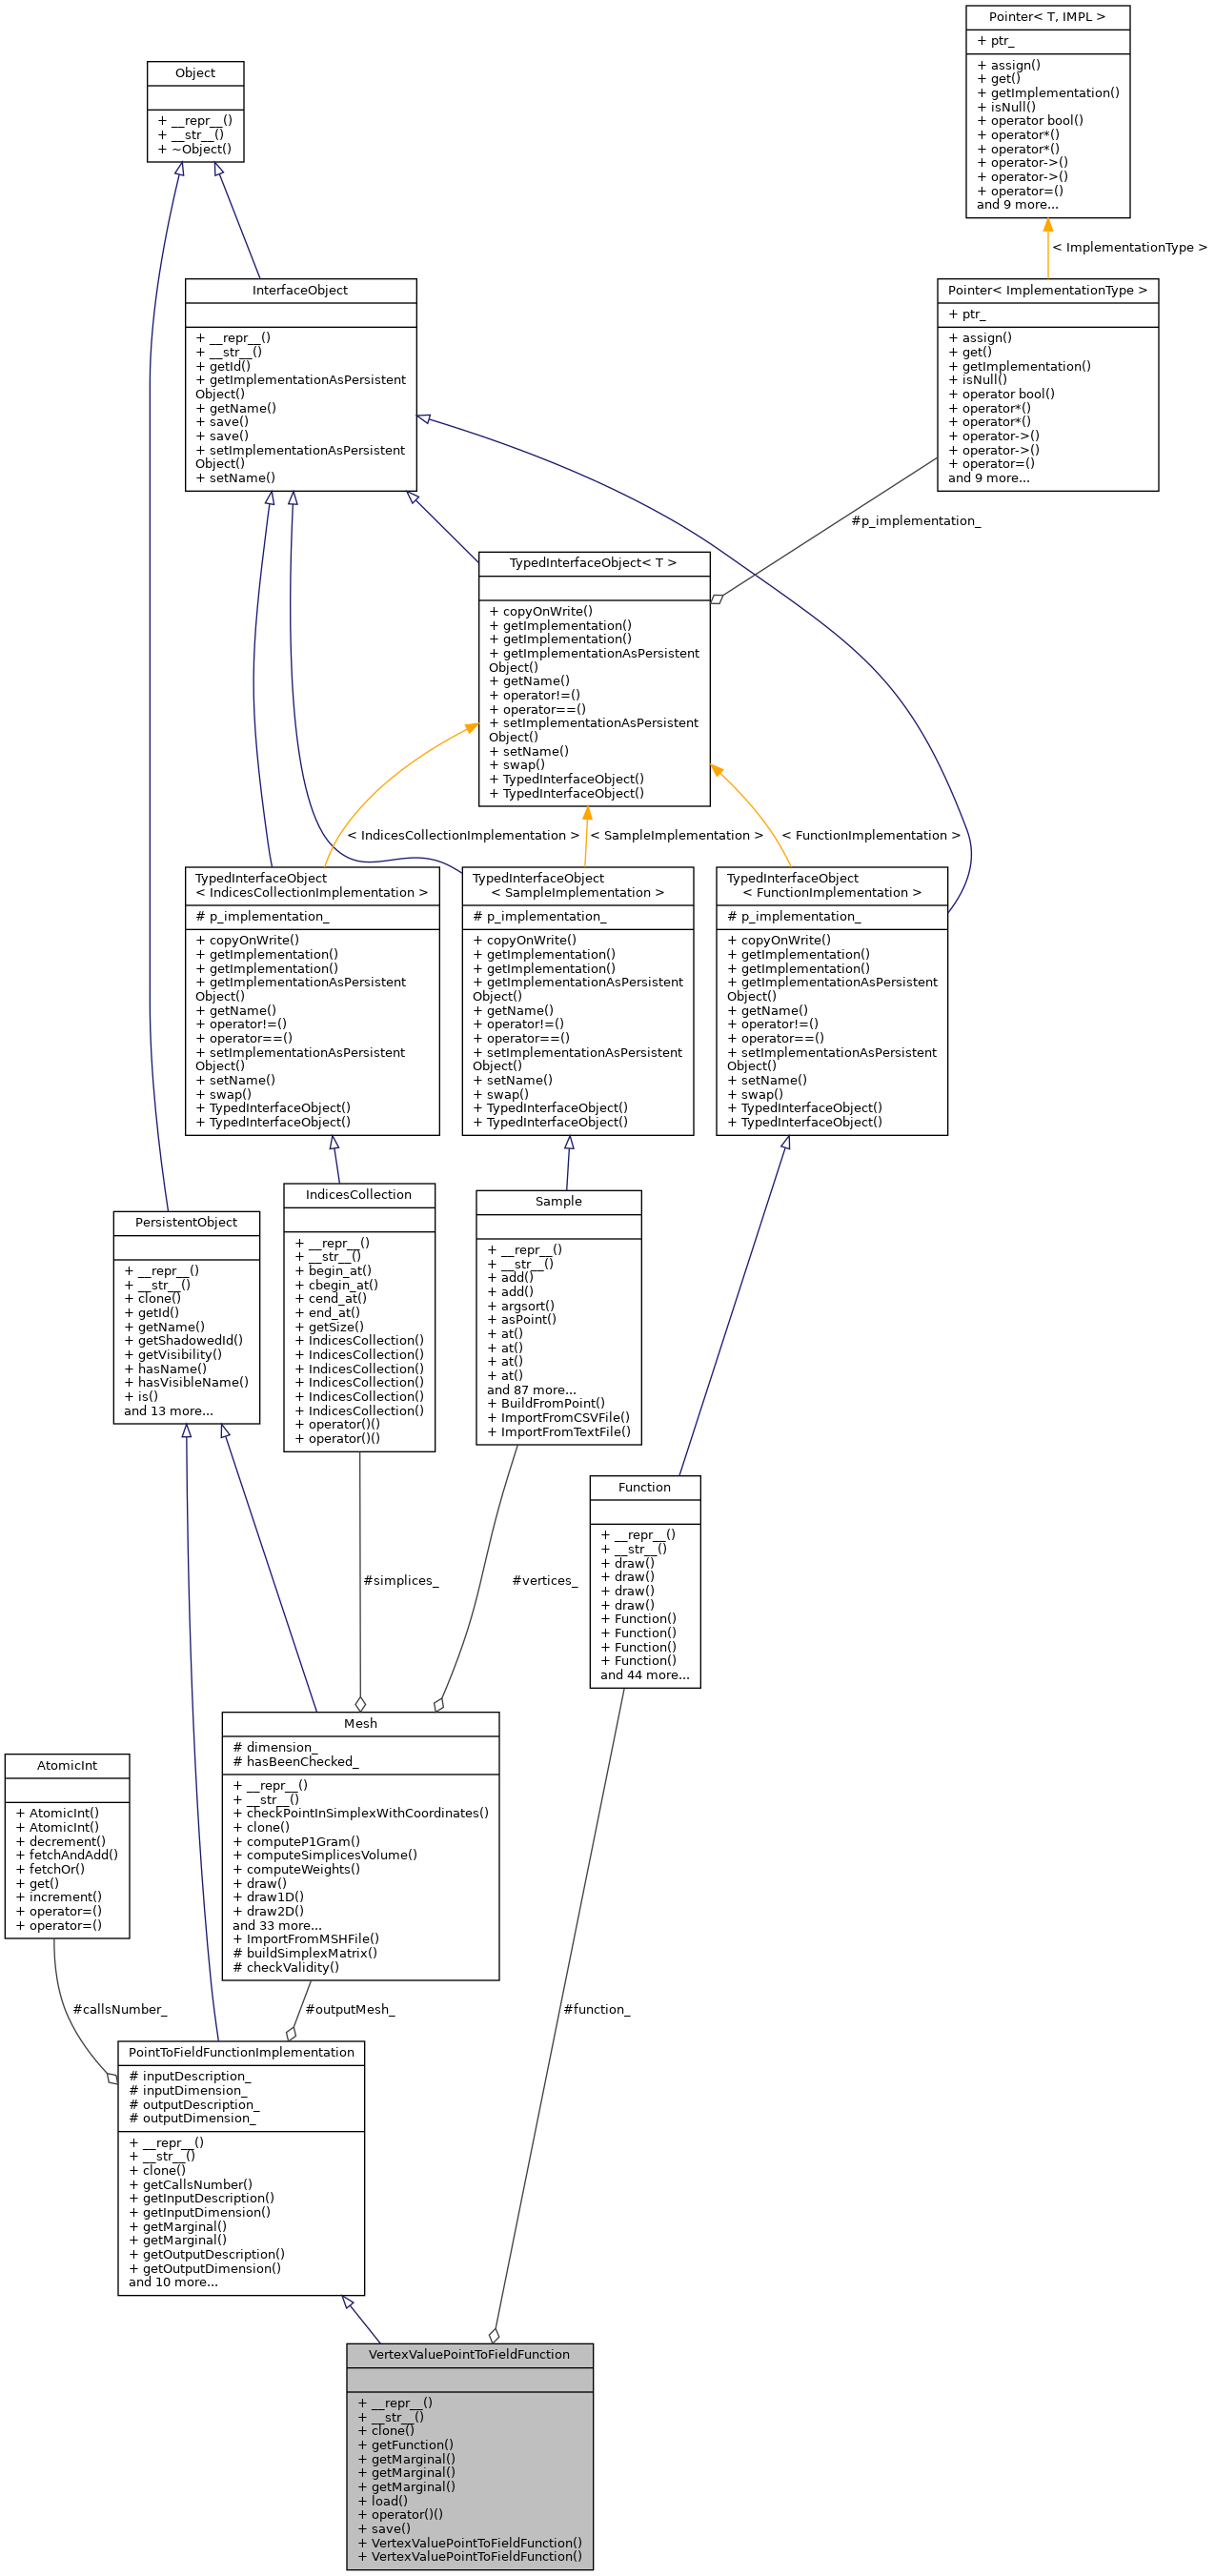 Pointer< T, IMPL >
+ ptr_
+ assign()
+ get()
+ getImplementation()
+ isNull()
+ operator bool()
+ operator*()
+ operator*()
+ operator->()
+ operator->()
+ operator=()
and 9 more...
Object
+ __repr__()
+ __str__()
+ ~Object()
< ImplementationType >
InterfaceObject
+ __repr__()
+ __str__()
+ getId()
+ getImplementationAsPersistent
Object()
+ getName()
+ save()
+ save()
+ setImplementationAsPersistent
Object()
+ setName()
Pointer< ImplementationType >
+ ptr_
+ assign()
+ get()
+ getImplementation()
+ isNull()
+ operator bool()
+ operator*()
+ operator*()
+ operator->()
+ operator->()
+ operator=()
and 9 more...
#p_implementation_
TypedInterfaceObject< T >
+ copyOnWrite()
+ getImplementation()
+ getImplementation()
+ getImplementationAsPersistent
Object()
+ getName()
+ operator!=()
+ operator==()
+ setImplementationAsPersistent
Object()
+ setName()
+ swap()
+ TypedInterfaceObject()
+ TypedInterfaceObject()
< IndicesCollectionImplementation >
< SampleImplementation >
< FunctionImplementation >
TypedInterfaceObject
< IndicesCollectionImplementation >
# p_implementation_
+ copyOnWrite()
+ getImplementation()
+ getImplementation()
+ getImplementationAsPersistent
Object()
+ getName()
+ operator!=()
+ operator==()
+ setImplementationAsPersistent
Object()
+ setName()
+ swap()
+ TypedInterfaceObject()
+ TypedInterfaceObject()
TypedInterfaceObject
< SampleImplementation >
# p_implementation_
+ copyOnWrite()
+ getImplementation()
+ getImplementation()
+ getImplementationAsPersistent
Object()
+ getName()
+ operator!=()
+ operator==()
+ setImplementationAsPersistent
Object()
+ setName()
+ swap()
+ TypedInterfaceObject()
+ TypedInterfaceObject()
TypedInterfaceObject
< FunctionImplementation >
# p_implementation_
+ copyOnWrite()
+ getImplementation()
+ getImplementation()
+ getImplementationAsPersistent
Object()
+ getName()
+ operator!=()
+ operator==()
+ setImplementationAsPersistent
Object()
+ setName()
+ swap()
+ TypedInterfaceObject()
+ TypedInterfaceObject()
PersistentObject
+ __repr__()
+ __str__()
+ clone()
+ getId()
+ getName()
+ getShadowedId()
+ getVisibility()
+ hasName()
+ hasVisibleName()
+ is()
and 13 more...
IndicesCollection
+ __repr__()
+ __str__()
+ begin_at()
+ cbegin_at()
+ cend_at()
+ end_at()
+ getSize()
+ IndicesCollection()
+ IndicesCollection()
+ IndicesCollection()
+ IndicesCollection()
+ IndicesCollection()
+ IndicesCollection()
+ operator()()
+ operator()()
Sample
+ __repr__()
+ __str__()
+ add()
+ add()
+ argsort()
+ asPoint()
+ at()
+ at()
+ at()
+ at()
and 87 more...
+ BuildFromPoint()
+ ImportFromCSVFile()
+ ImportFromTextFile()
Function
+ __repr__()
+ __str__()
+ draw()
+ draw()
+ draw()
+ draw()
+ Function()
+ Function()
+ Function()
+ Function()
and 44 more...
#simplices_
#vertices_
Mesh
# dimension_
# hasBeenChecked_
+ __repr__()
+ __str__()
+ checkPointInSimplexWithCoordinates()
+ clone()
+ computeP1Gram()
+ computeSimplicesVolume()
+ computeWeights()
+ draw()
+ draw1D()
+ draw2D()
and 33 more...
+ ImportFromMSHFile()
# buildSimplexMatrix()
# checkValidity()
AtomicInt
+ AtomicInt()
+ AtomicInt()
+ decrement()
+ fetchAndAdd()
+ fetchOr()
+ get()
+ increment()
+ operator=()
+ operator=()
#callsNumber_
#outputMesh_
#function_
PointToFieldFunctionImplementation
# inputDescription_
# inputDimension_
# outputDescription_
# outputDimension_
+ __repr__()
+ __str__()
+ clone()
+ getCallsNumber()
+ getInputDescription()
+ getInputDimension()
+ getMarginal()
+ getMarginal()
+ getOutputDescription()
+ getOutputDimension()
and 10 more...
VertexValuePointToFieldFunction
+ __repr__()
+ __str__()
+ clone()
+ getFunction()
+ getMarginal()
+ getMarginal()
+ getMarginal()
+ load()
+ operator()()
+ save()
+ VertexValuePointToFieldFunction()
+ VertexValuePointToFieldFunction()